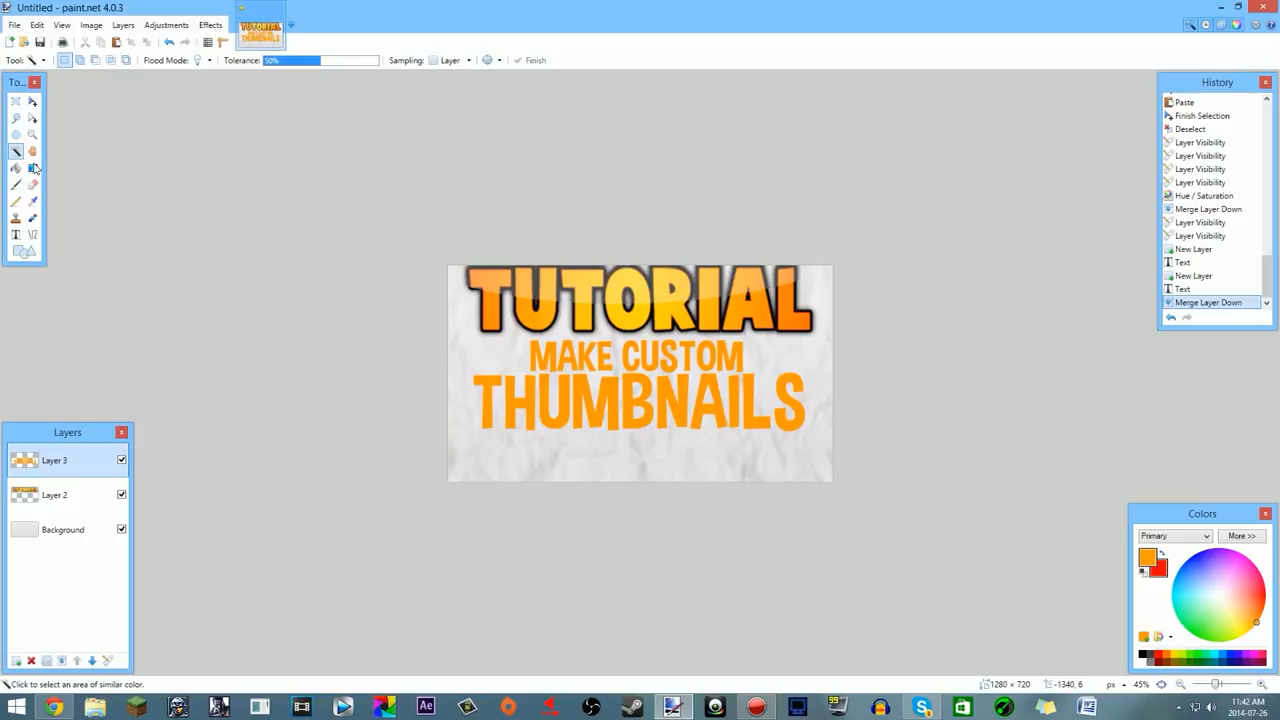 Untitled - paint.net 4.0.3
File Edit View Image Layers Adjustments Effects
Tool: Flood Mode: Tolerance: 50% Sampling: Layer Finish
To...
TUTORIAL
MAKE CUSTOM
THUMBNAILS
History
Paste
Finish Selection
Deselect
Layer Visibility
Layer Visibility
Layer Visibility
Layer Visibility
Hue / Saturation
Merge Layer Down
Layer Visibility
Layer Visibility
New Layer
Text
New Layer
Text
Merge Layer Down
Layers
Layer 3
Layer 2
Background
Colors
Primary More >>
Click to select an area of similar color.
1280 × 720 -1340, 6 px 45%
11:42 AM
2014-07-26